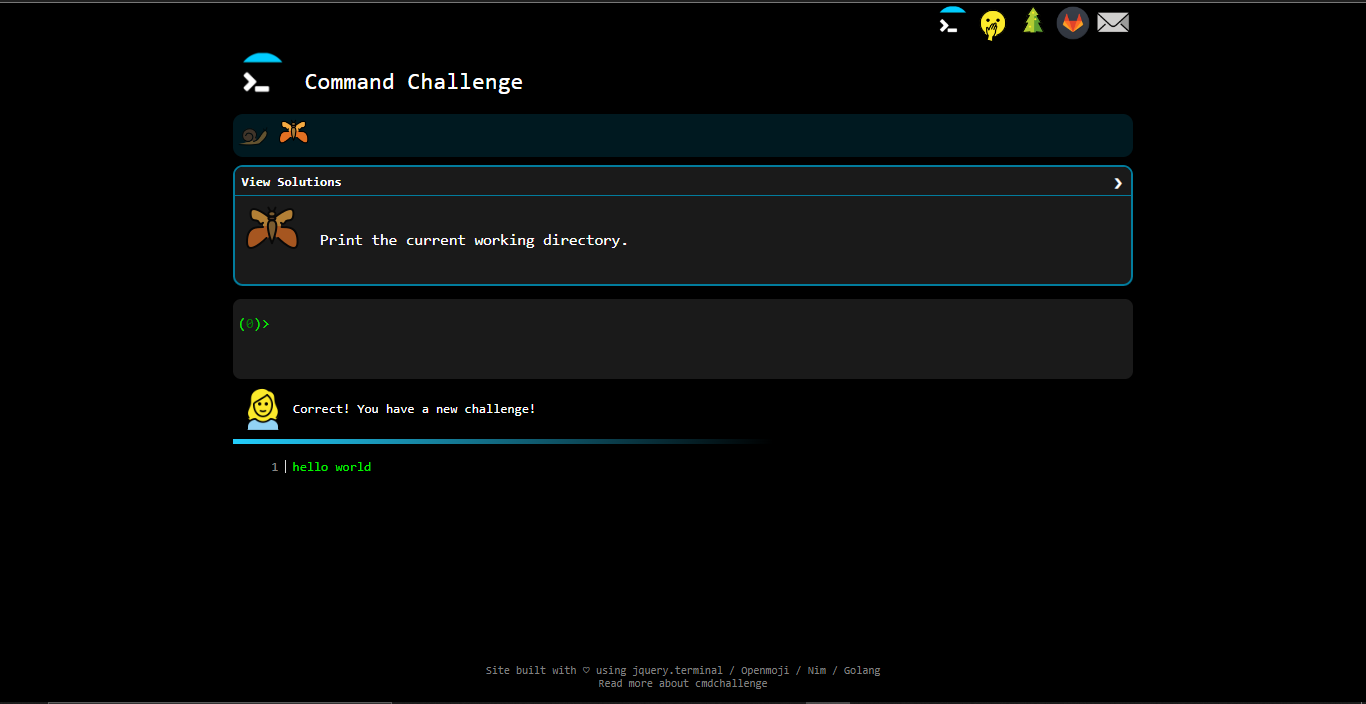 Command Challenge
View Solutions
Print the current working directory.
(0)>
Correct! You have a new challenge!
1 hello world
Site built with ♡ using jquery.terminal / Openmoji / Nim / Golang
Read more about cmdchallenge